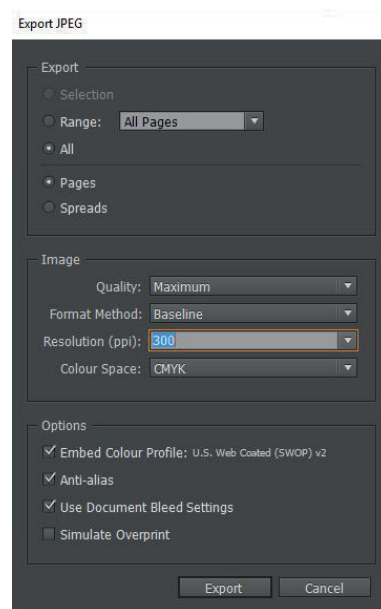 Export JPEG
Export
Selection
Range: All Pages
All
Pages
Spreads
Image
Quality: Maximum
Format Method: Baseline
Resolution (ppi): 300
Colour Space: CMYK
Options
Embed Colour Profile: U.S. Web Coated (SWOP) v2
Anti-alias
Use Document Bleed Settings
Simulate Overprint
Export Cancel